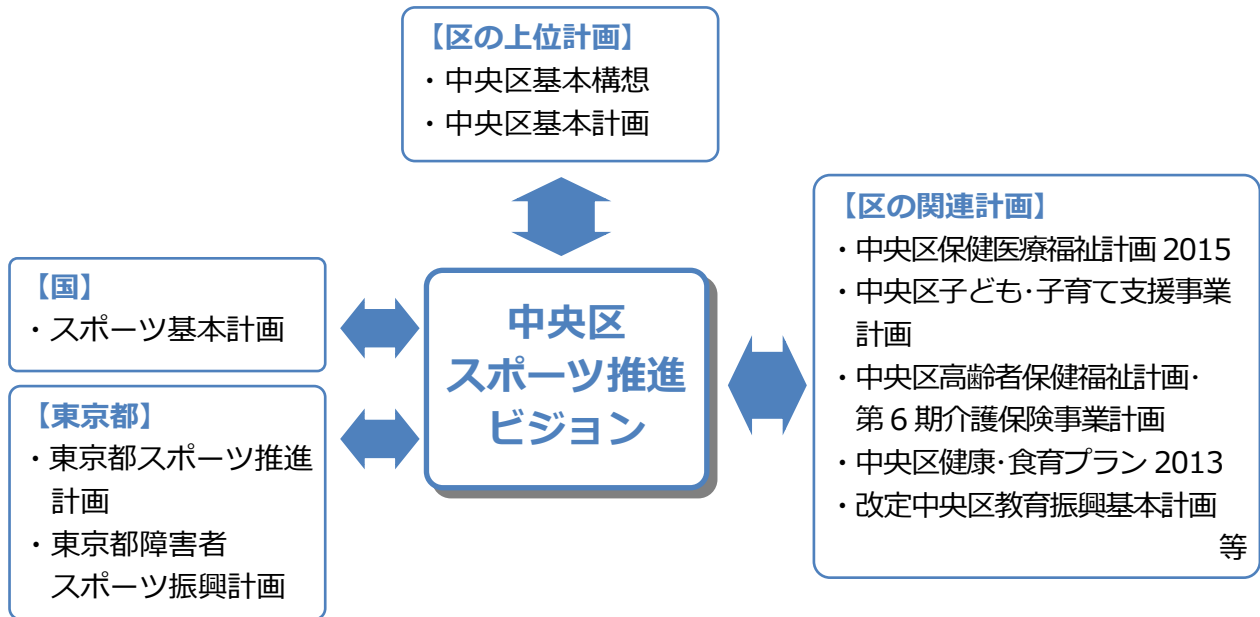 【区の上位計画】
・中央区基本構想
・中央区基本計画
【国】
・スポーツ基本計画
【東京都】
・東京都スポーツ推進
計画
・東京都障害者
スポーツ振興計画
中央区
スポーツ推進
ビジョン
【区の関連計画】
・中央区保健医療福祉計画 2015
・中央区子ども・子育て支援事業
計画
・中央区高齢者保健福祉計画・
第 6 期介護保険事業計画
・中央区健康・食育プラン 2013
・改定中央区教育振興基本計画
等